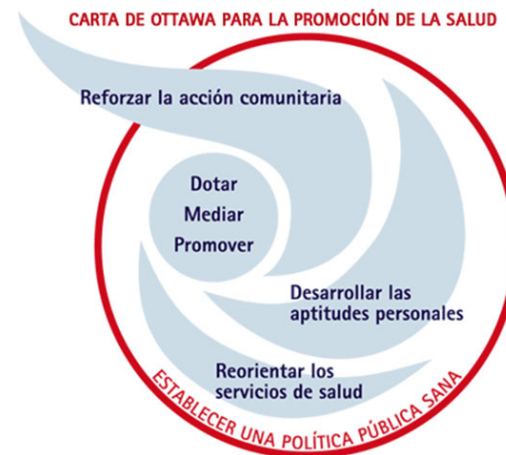 CARTA DE OTTAWA PARA LA PROMOCIÓN DE LA SALUD
Reforzar la acción comunitaria
Dotar
Mediar
Promover
Desarrollar las
aptitudes personales
Reorientar los
servicios de salud
ESTABLECER UNA POLÍTICA PÚBLICA SANA